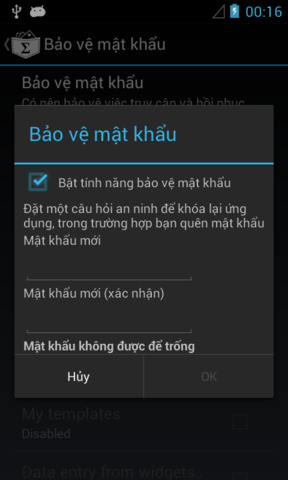 00:16
Bảo vệ mật khẩu
Bảo vệ mật khẩu
Có nên bảo vệ việc truy cập và hồi phục
Bảo vệ mật khẩu
Bật tính năng bảo vệ mật khẩu
Đặt một câu hỏi an ninh để khóa lại ứng
dụng, trong trường hợp bạn quên mật khẩu
Mật khẩu mới
Mật khẩu mới (xác nhận)
Mật khẩu không được để trống
Hủy
OK
My templates
Disabled
Data entry from widgets..